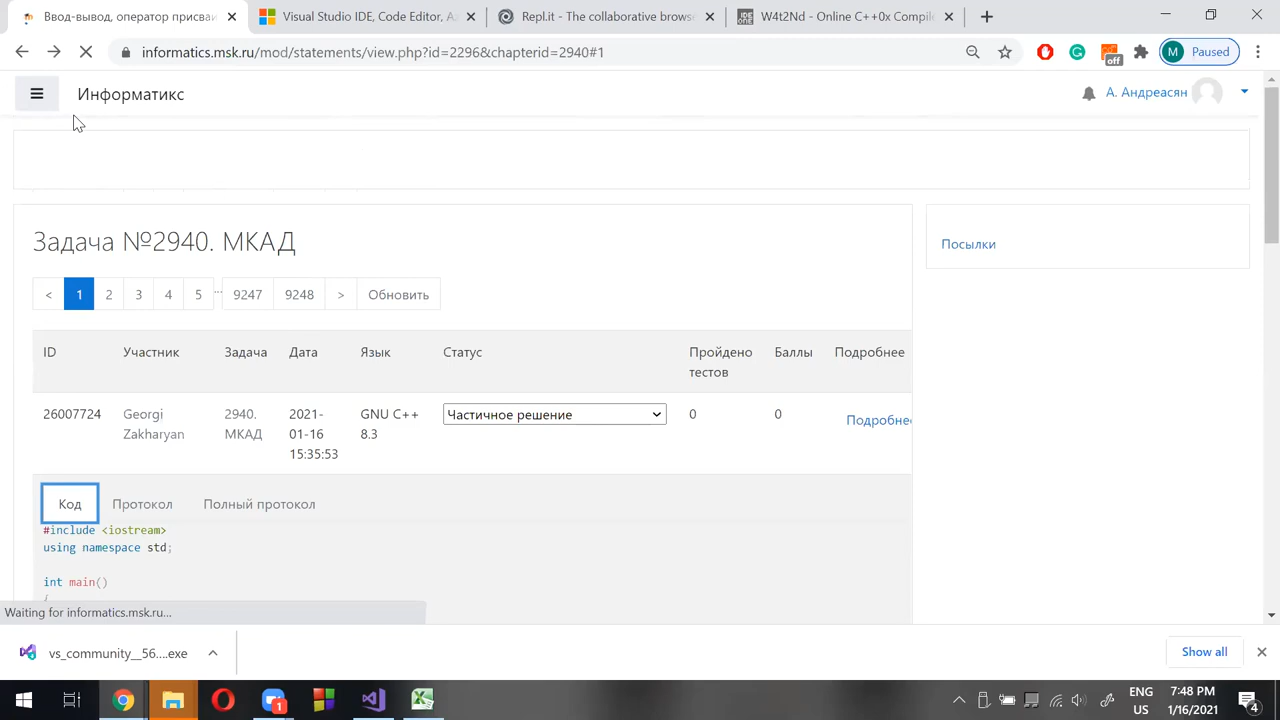 Ввод-вывод, оператор присваи
Visual Studio IDE, Code Editor, A
Repl.it - The collaborative brows
W4t2Nd - Online C++0x Compile
informatics.msk.ru/mod/statements/view.php?id=2296&chapterid=2940#1
off
M Paused
Информатикс
А. Андреасян
Задача №2940. МКАД
Посылки
< 1 2 3 4 5 ... 9247 9248 > Обновить
ID Участник Задача Дата Язык Статус Пройдено тестов Баллы Подробнее
26007724 Georgi Zakharyan 2940. МКАД 2021-01-16 15:35:53 GNU C++ 8.3 Частичное решение 0 0 Подробнее
Код Протокол Полный протокол
#include <iostream>
using namespace std;
int main()
{
Waiting for informatics.msk.ru...
vs_community__56....exe
Show all
1
ENG
US
7:48 PM
1/16/2021
4